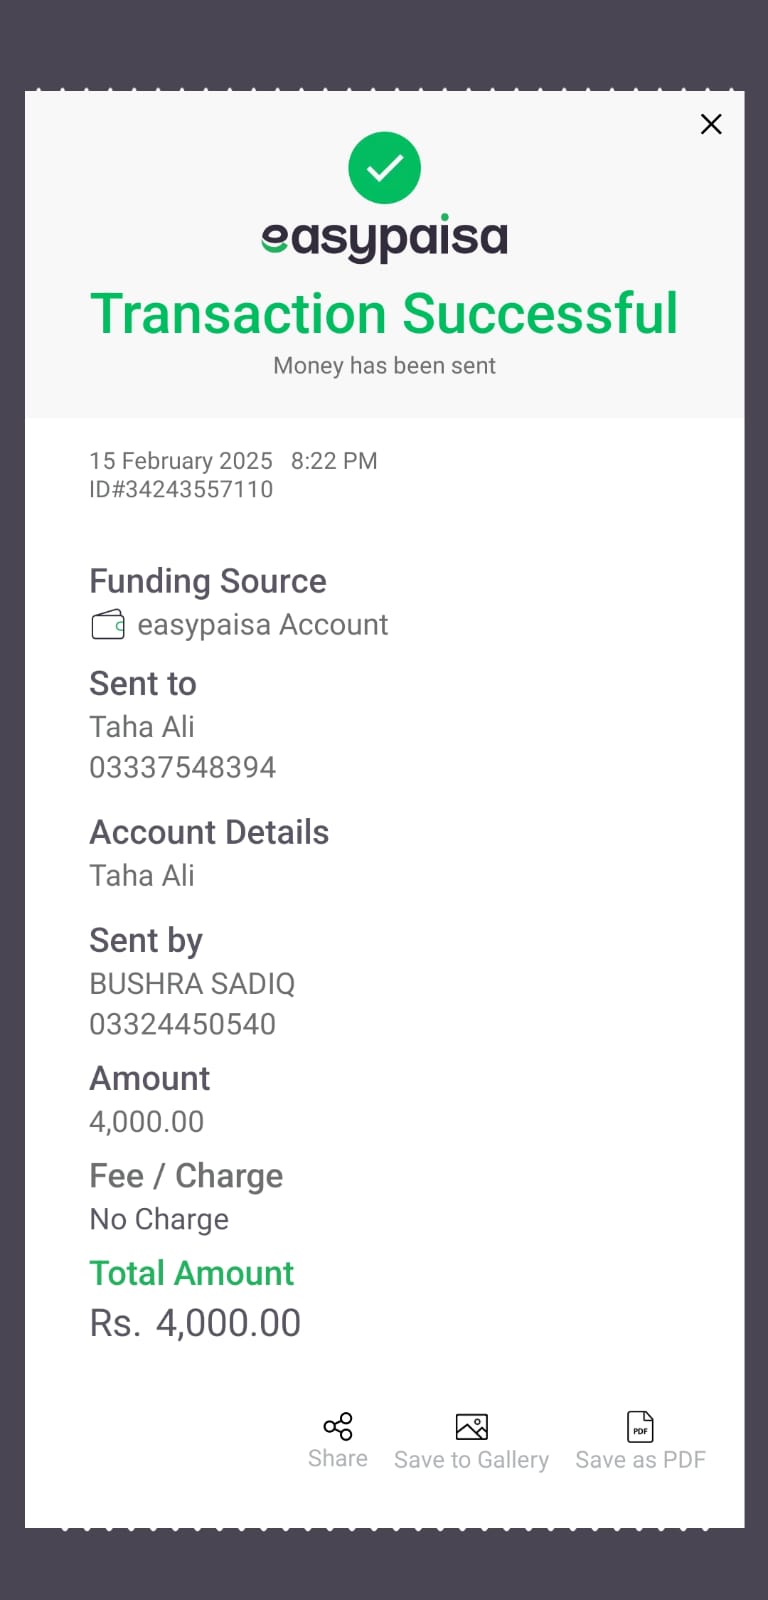 easypaisa
Transaction Successful
Money has been sent
15 February 2025 8:22 PM
ID#34243557110
Funding Source
easypaisa Account
Sent to
Taha Ali
03337548394
Account Details
Taha Ali
Sent by
BUSHRA SADIQ
03324450540
Amount
4,000.00
Fee / Charge
No Charge
Total Amount
Rs. 4,000.00
Share
Save to Gallery
PDF
Save as PDF